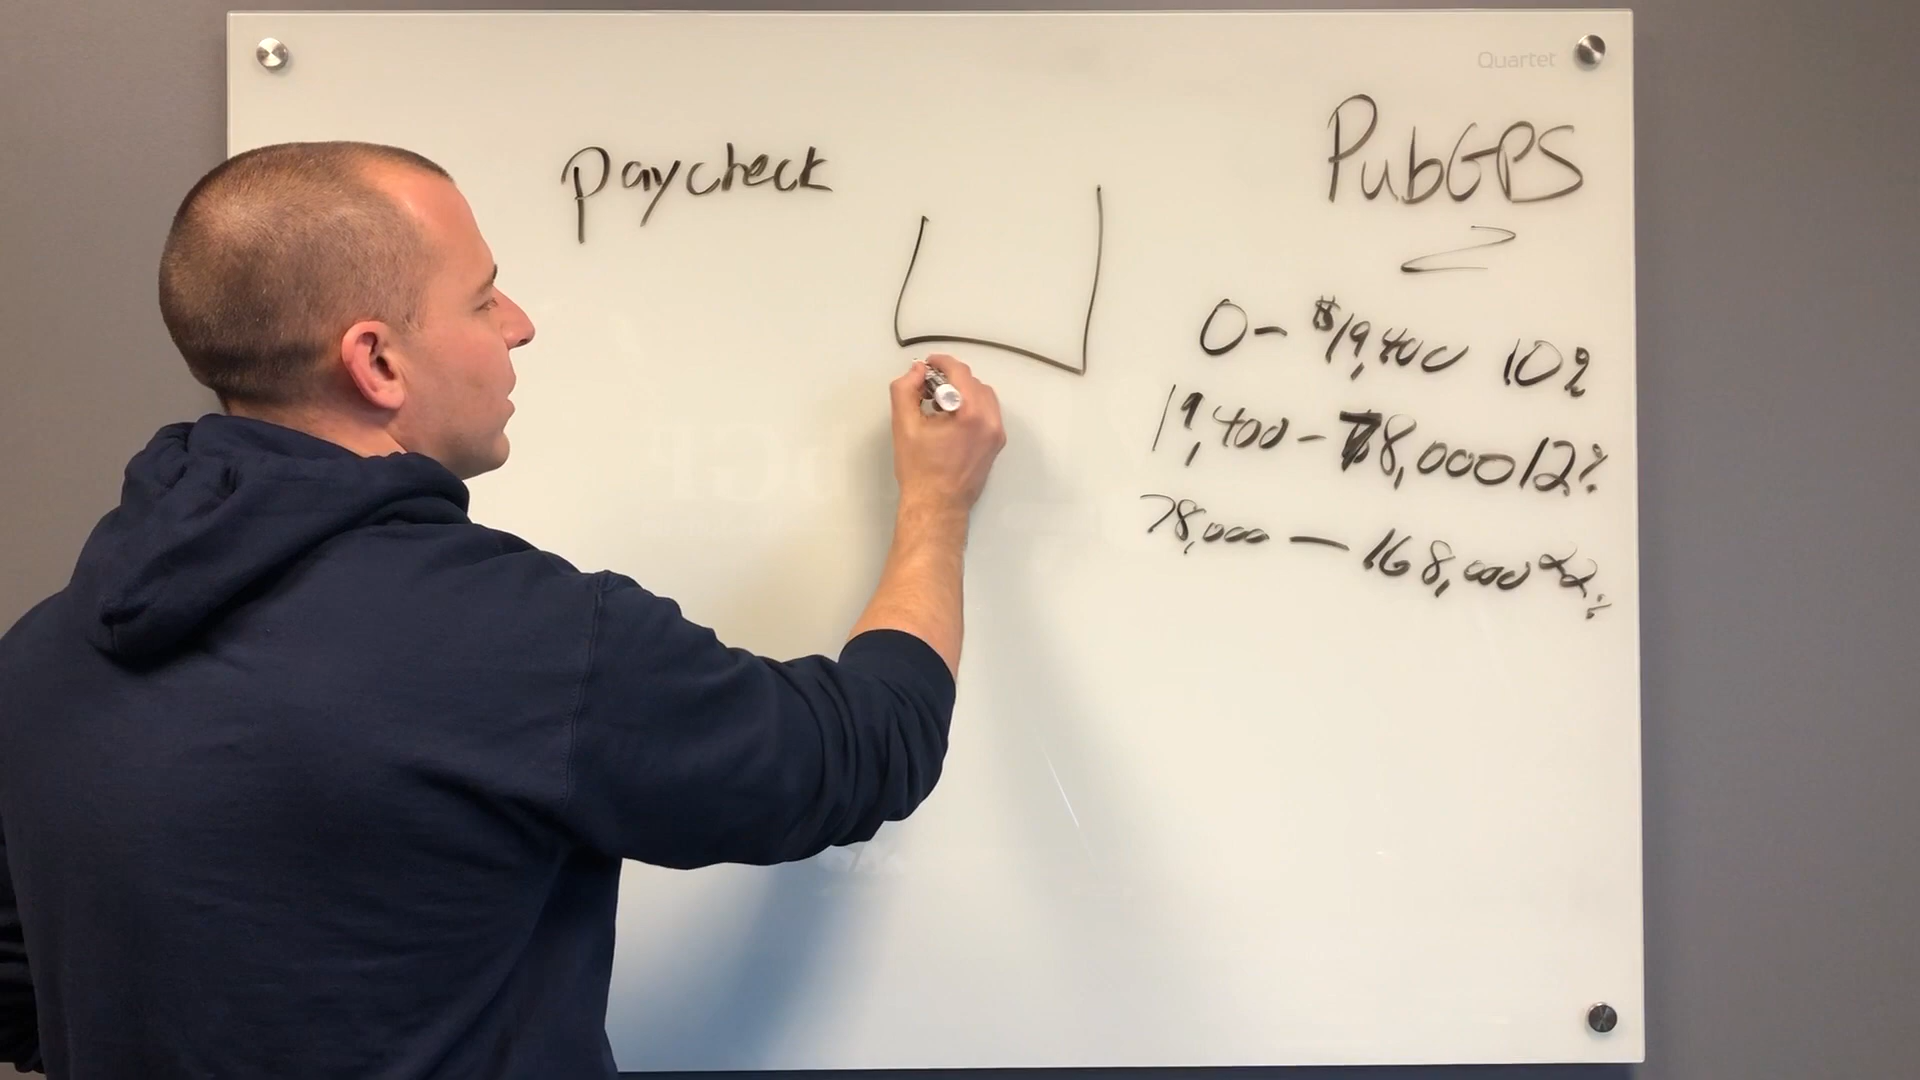 Quartet
Paycheck
PubGPS
0- $19,400 10%
19,400 - 78,000 12%
78,000 — 168,000 22%